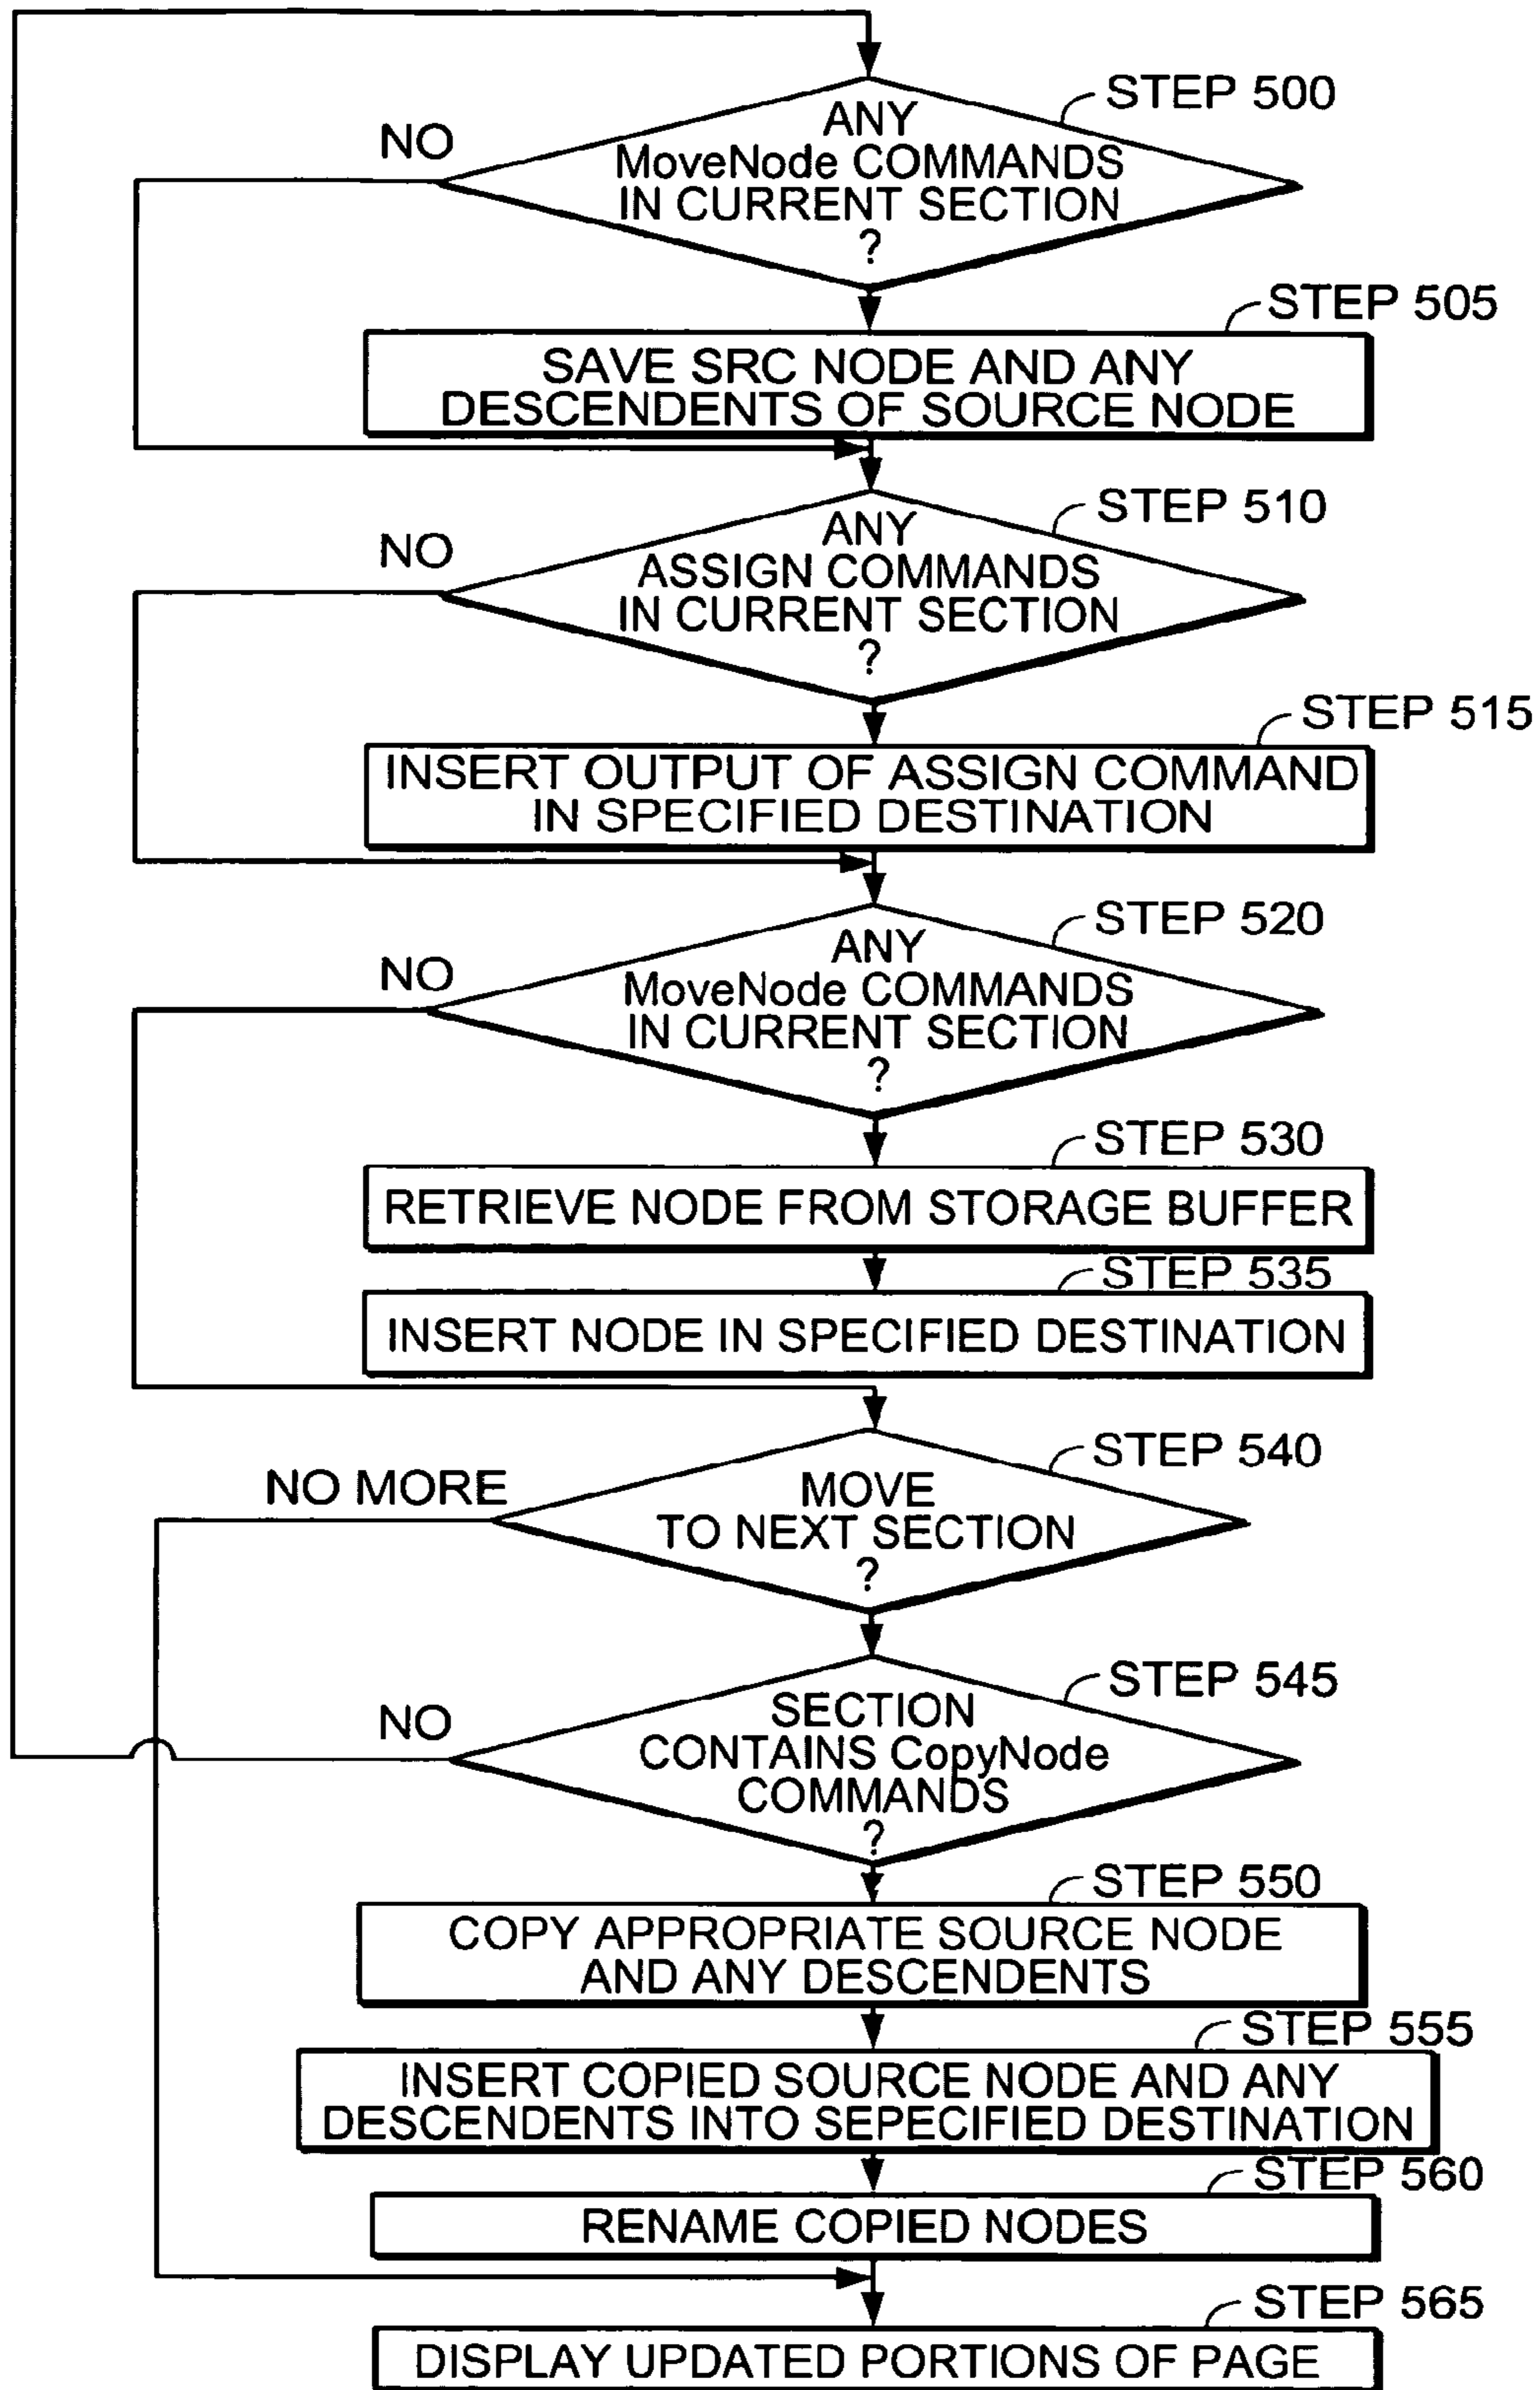 STEP 500
NO
ANY
MoveNode COMMANDS
IN CURRENT SECTION
?
STEP 505
SAVE SRC NODE AND ANY
DESCENDENTS OF SOURCE NODE
STEP 510
NO
ANY
ASSIGN COMMANDS
IN CURRENT SECTION
?
STEP 515
INSERT OUTPUT OF ASSIGN COMMAND
IN SPECIFIED DESTINATION
STEP 520
NO
ANY
MoveNode COMMANDS
IN CURRENT SECTION
?
STEP 530
RETRIEVE NODE FROM STORAGE BUFFER
STEP 535
INSERT NODE IN SPECIFIED DESTINATION
STEP 540
NO MORE
MOVE
TO NEXT SECTION
?
STEP 545
NO
SECTION
CONTAINS CopyNode
COMMANDS
?
STEP 550
COPY APPROPRIATE SOURCE NODE
AND ANY DESCENDENTS
STEP 555
INSERT COPIED SOURCE NODE AND ANY
DESCENDENTS INTO SEPECIFIED DESTINATION
STEP 560
RENAME COPIED NODES
STEP 565
DISPLAY UPDATED PORTIONS OF PAGE